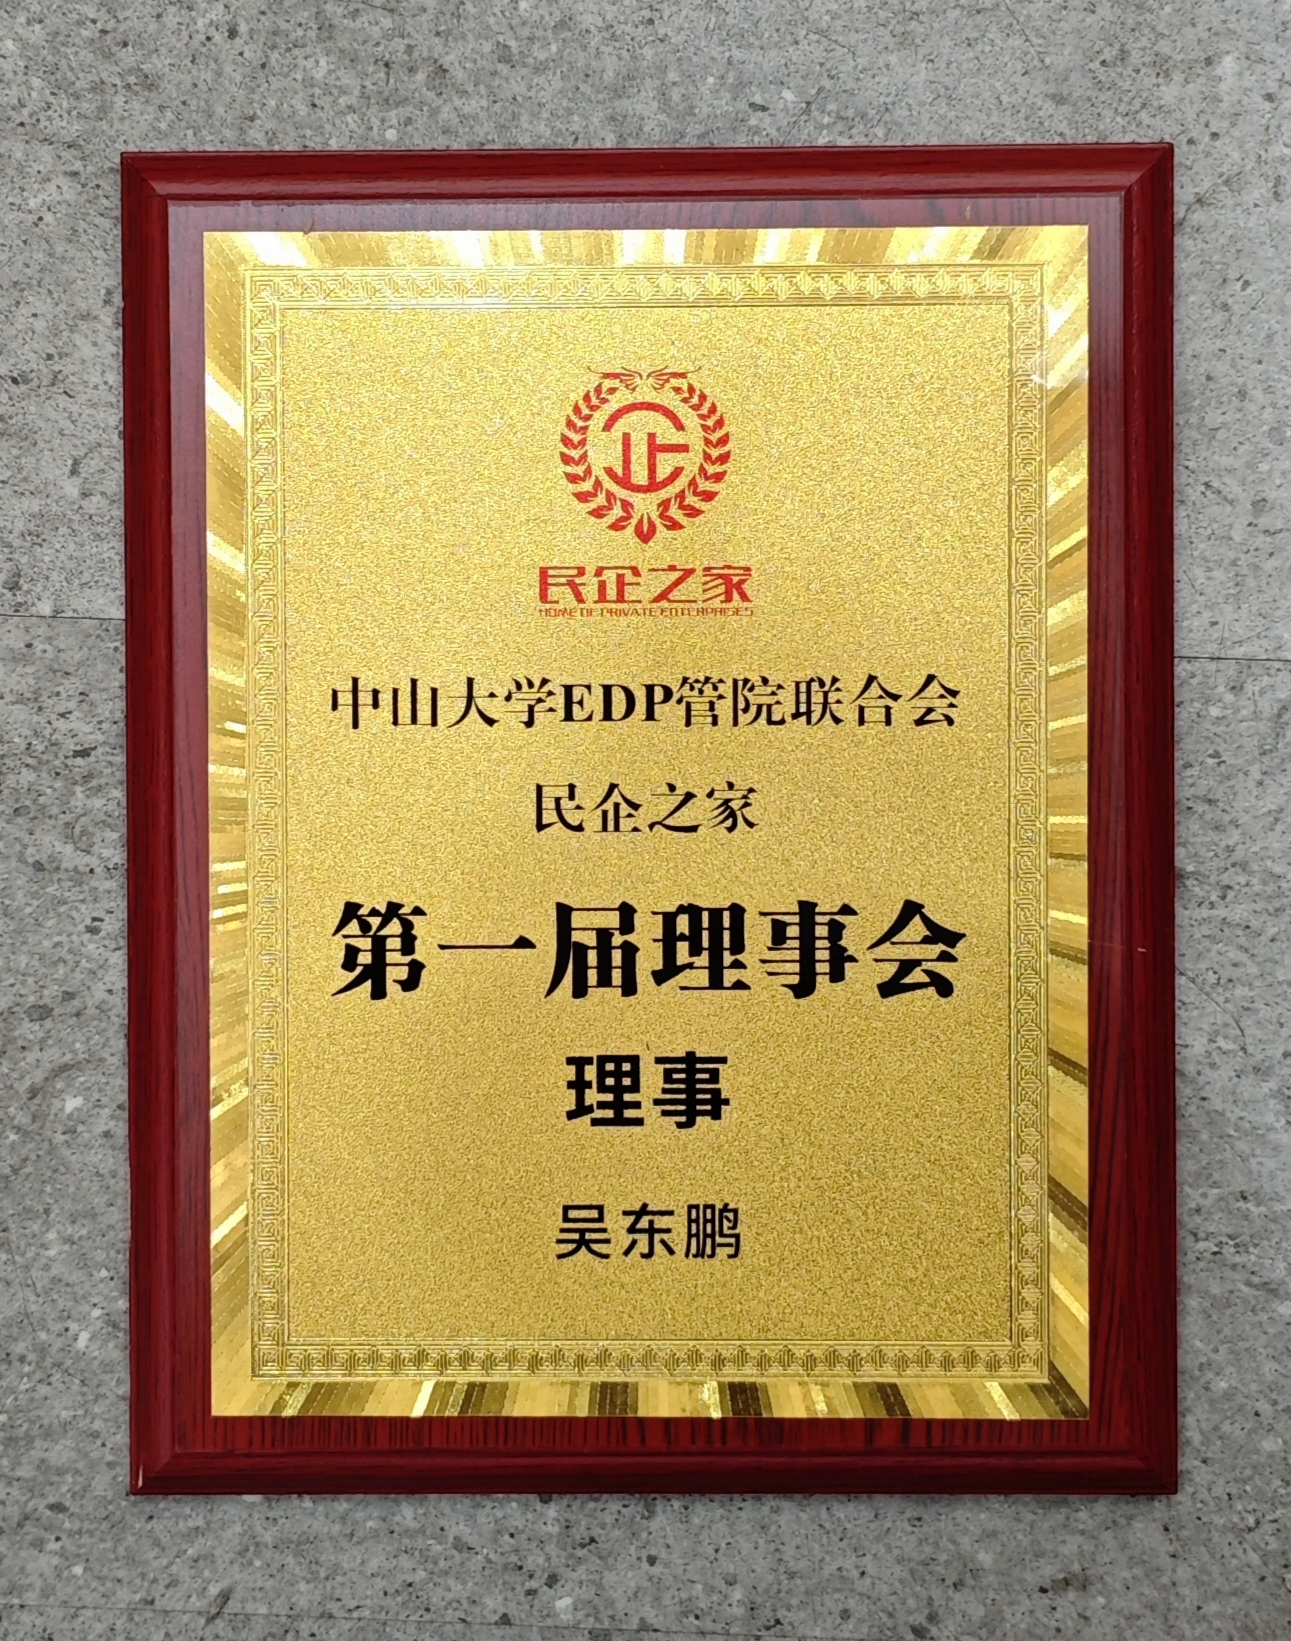 民企之家
HOME OF PRIVATE ENTERPRISES
中山大学EDP管院联合会
民企之家
第一届理事会
理事
吴东鹏